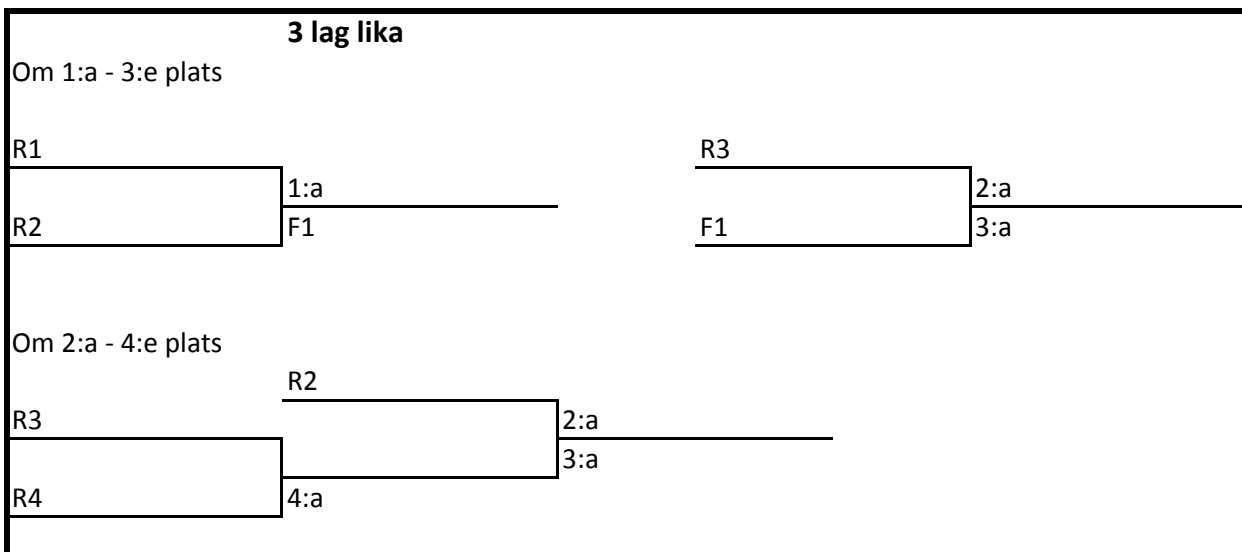 3 lag lika
Om 1:a - 3:e plats
R1
R3
1:a
2:a
R2
F1
F1
3:a
Om 2:a - 4:e plats
R2
R3
2:a
3:a
R4
4:a